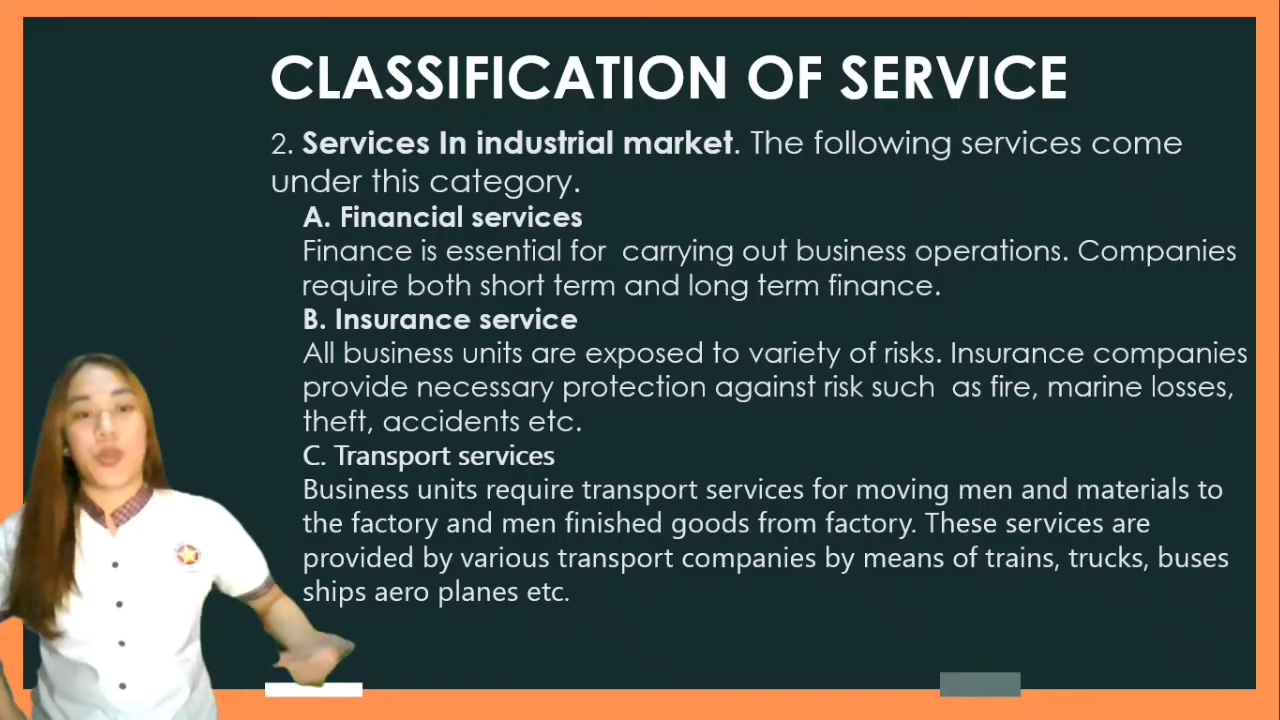 CLASSIFICATION OF SERVICE
2. Services In industrial market. The following services come
under this category.
A. Financial services
Finance is essential for carrying out business operations. Companies
require both short term and long term finance.
B. Insurance service
All business units are exposed to variety of risks. Insurance companies
provide necessary protection against risk such as fire, marine losses,
theft, accidents etc.
C. Transport services
Business units require transport services for moving men and materials to
the factory and men finished goods from factory. These services are
provided by various transport companies by means of trains, trucks, buses
ships aero planes etc.